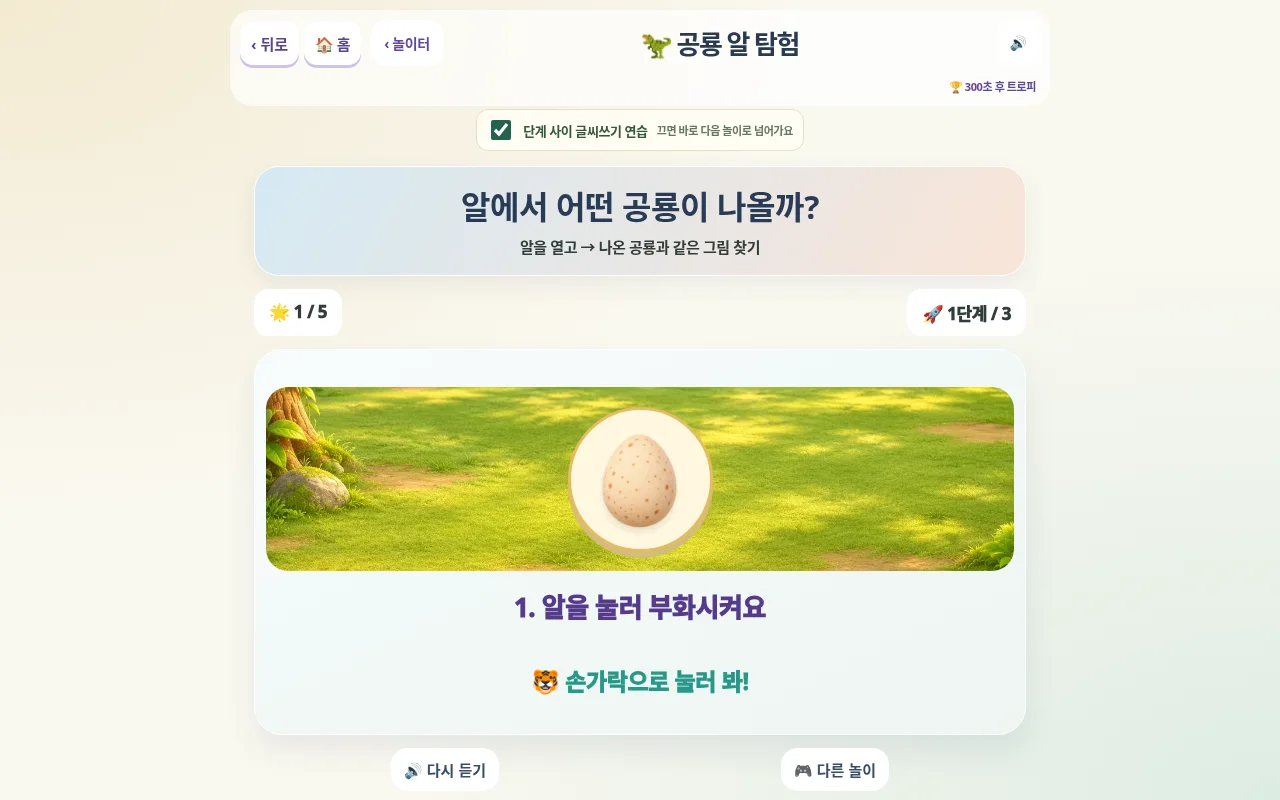 ‹ 뒤로
🏠 홈
‹ 놀이터
🦖 공룡 알 탐험
🔊
🏆 300초 후 트로피
단계 사이 글씨쓰기 연습 끄면 바로 다음 놀이로 넘어가요
알에서 어떤 공룡이 나올까?
알을 열고 → 나온 공룡과 같은 그림 찾기
🌟 1 / 5
🚀 1단계 / 3
1. 알을 눌러 부화시켜요
🐯 손가락으로 눌러 봐!
🔊 다시 듣기
🎮 다른 놀이